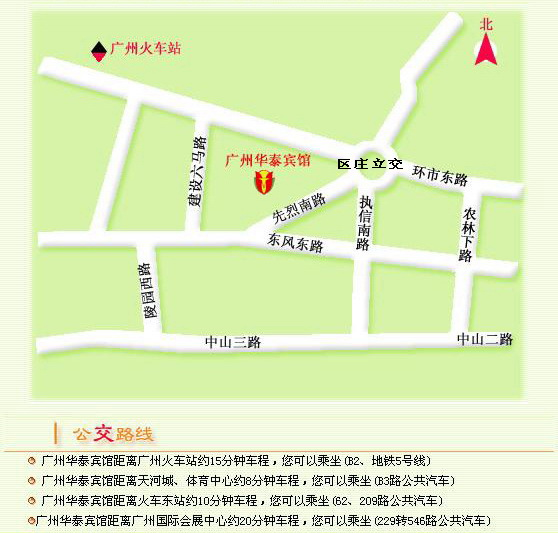 北
广州火车站
建设六马路
广州华泰宾馆
区庄立交
环市东路
先烈南路
执信南路
农林下路
东风东路
陵园西路
中山三路
中山二路
公交路线
广州华泰宾馆距离广州火车站约15分钟车程，您可以乘坐(B2、地铁5号线)
广州华泰宾馆距离天河城、体育中心约8分钟车程，您可以乘坐(B3路公共汽车)
广州华泰宾馆距离火车东站约10分钟车程，您可以乘坐(62、209路公共汽车)
广州华泰宾馆距离广州国际会展中心约20分钟车程，您可以乘坐(229转546路公共汽车)